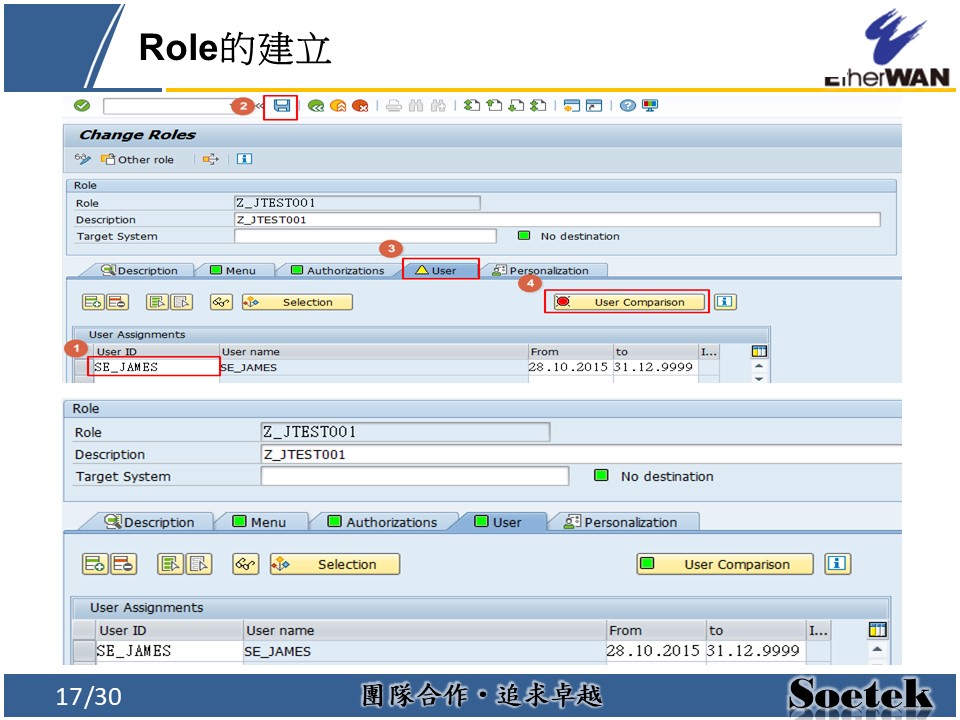 Role的建立
EtherWAN
2
Change Roles
Other role
Role
Role Z_JTEST001
Description Z_JTEST001
Target System No destination
3
Description Menu Authorizations User Personalization
4
Selection User Comparison
User Assignments
1
User ID User name From to I...
SE_JAMES SE_JAMES 28.10.2015 31.12.9999
Role
Role Z_JTEST001
Description Z_JTEST001
Target System No destination
Description Menu Authorizations User Personalization
Selection User Comparison
User Assignments
User ID User name From to I...
SE_JAMES SE_JAMES 28.10.2015 31.12.9999
17/30 團隊合作·追求卓越 Soetek